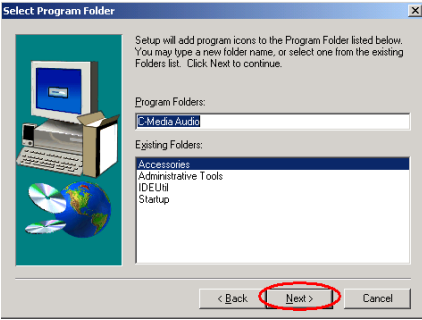 Select Program Folder
Setup will add program icons to the Program Folder listed below.
You may type a new folder name, or select one from the existing
Folders list. Click Next to continue.
Program Folders:
C-Media Audio
Existing Folders:
Accessories
Administrative Tools
IDEUtil
Startup
< Back
Next >
Cancel